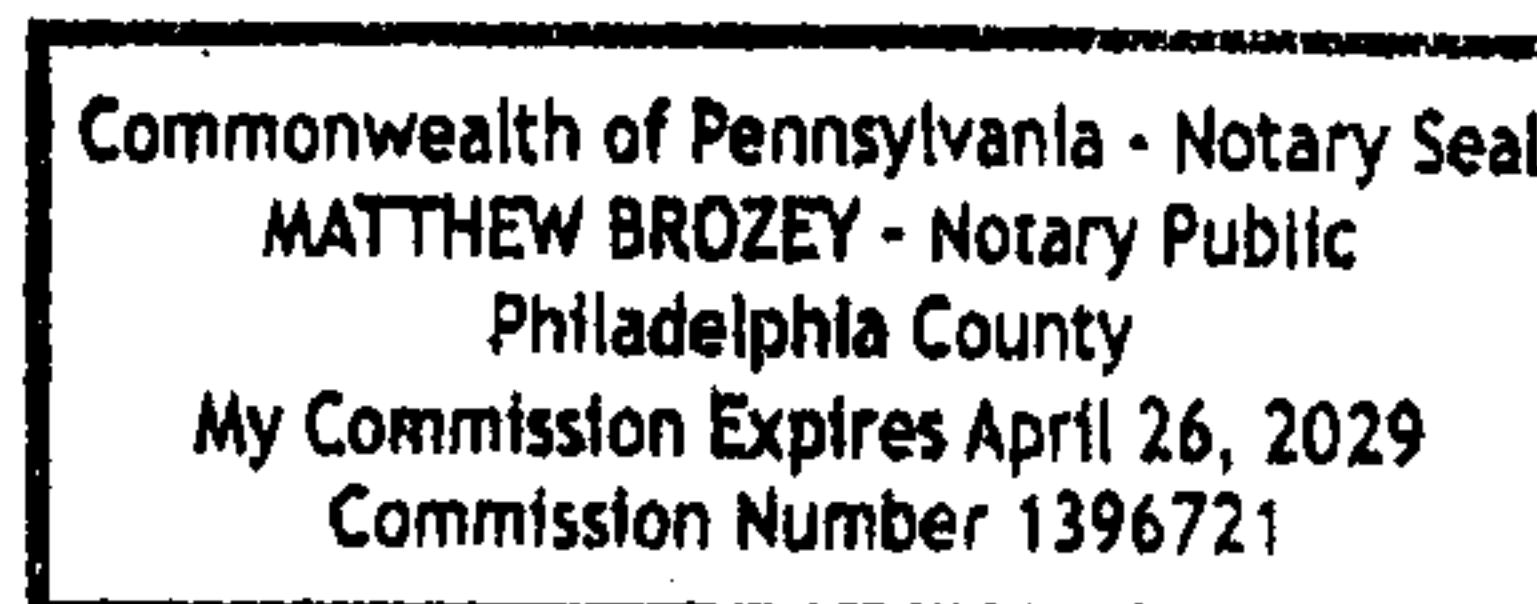 Commonwealth of Pennsylvania - Notary Seal
MATTHEW BROZEY - Notary Public
Philadelphia County
My Commission Expires April 26, 2029
Commission Number 1396721